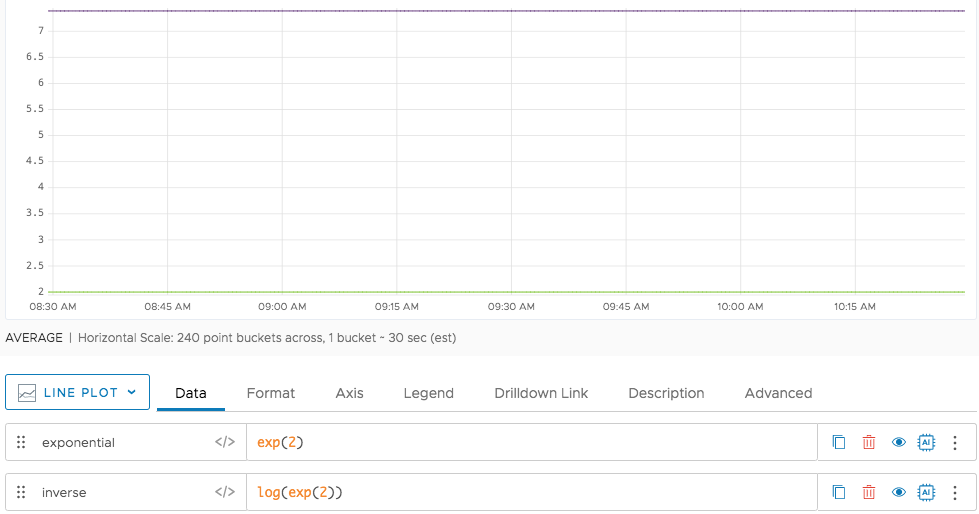 7
6.5
6
5.5
5
4.5
4
3.5
3
2.5
2
08:30 AM 08:45 AM 09:00 AM 09:15 AM 09:30 AM 09:45 AM 10:00 AM 10:15 AM
AVERAGE | Horizontal Scale: 240 point buckets across, 1 bucket ~ 30 sec (est)
LINE PLOT Data Format Axis Legend Drilldown Link Description Advanced
exponential </> exp(2) AI
inverse </> log(exp(2)) AI